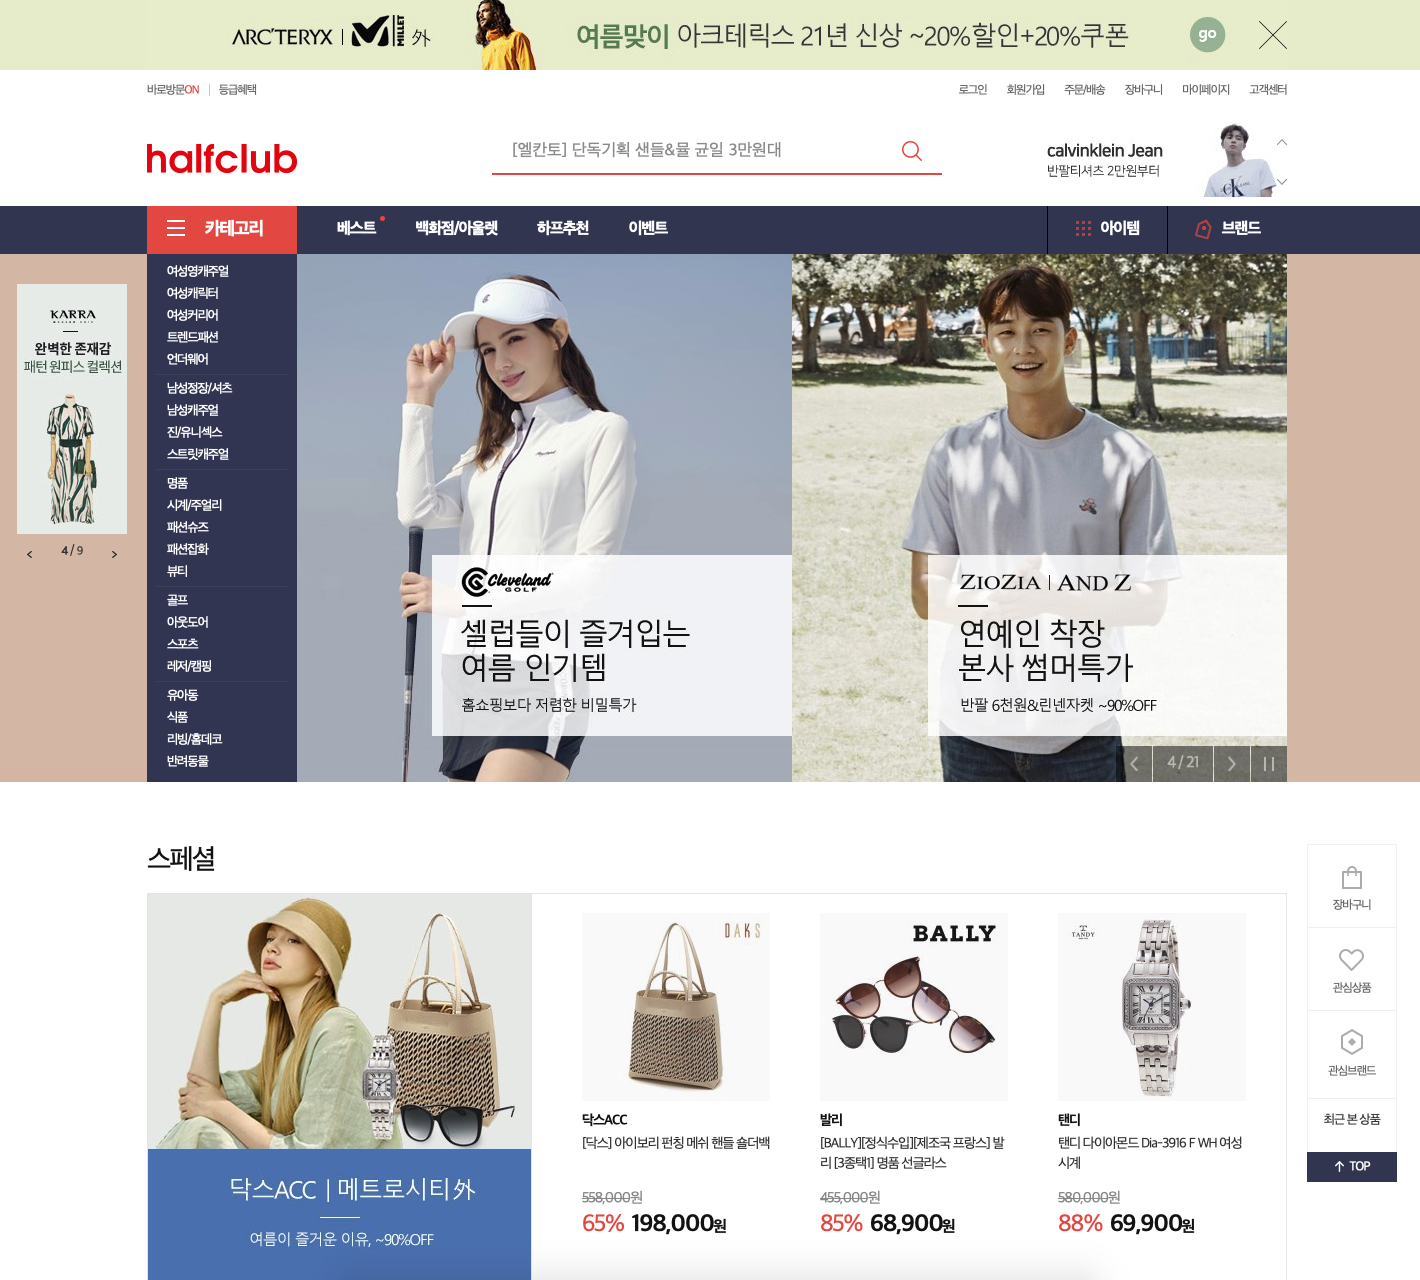 ARC'TERYX | MILLET 外
여름맞이 아크테릭스 21년 신상 ~20%할인+20%쿠폰
go
바로방문ON
등급혜택
로그인
회원가입
주문/배송
장바구니
마이페이지
고객센터
halfclub
[엘칸토] 단독기획 샌들&뮬 균일 3만원대
calvinklein Jean
반팔티셔츠 2만원부터
CK
카테고리
베스트
백화점/아울렛
하프추천
이벤트
아이템
브랜드
KARRA
완벽한 존재감
패턴 원피스 컬렉션
4 / 9
여성영캐주얼
여성캐릭터
여성커리어
트렌드패션
언더웨어
남성정장/셔츠
남성캐주얼
진/유니섹스
스트릿캐주얼
명품
시계/주얼리
패션슈즈
패션잡화
뷰티
골프
아웃도어
스포츠
레저/캠핑
유아동
식품
리빙/홈데코
반려동물
Cleveland
GOLF
셀럽들이 즐겨입는
여름 인기템
홈쇼핑보다 저렴한 비밀특가
ZIOZIA | AND Z
연예인 착장
본사 썸머특가
반팔 6천원&린넨자켓 ~90%OFF
4 / 21
스페셜
닥스ACC | 메트로시티 外
여름이 즐거운 이유, ~90%OFF
DAKS
닥스ACC
[닥스] 아이보리 펀칭 메쉬 핸들 숄더백
558,000원
65% 198,000원
BALLY
발리
[BALLY][정식수입][제조국 프랑스] 발
리 [3종택1] 명품 선글라스
455,000원
85% 68,900원
TANDY
탠디
탠디 다이아몬드 Dia-3916 F WH 여성
시계
580,000원
88% 69,900원
장바구니
관심상품
관심브랜드
최근 본 상품
TOP